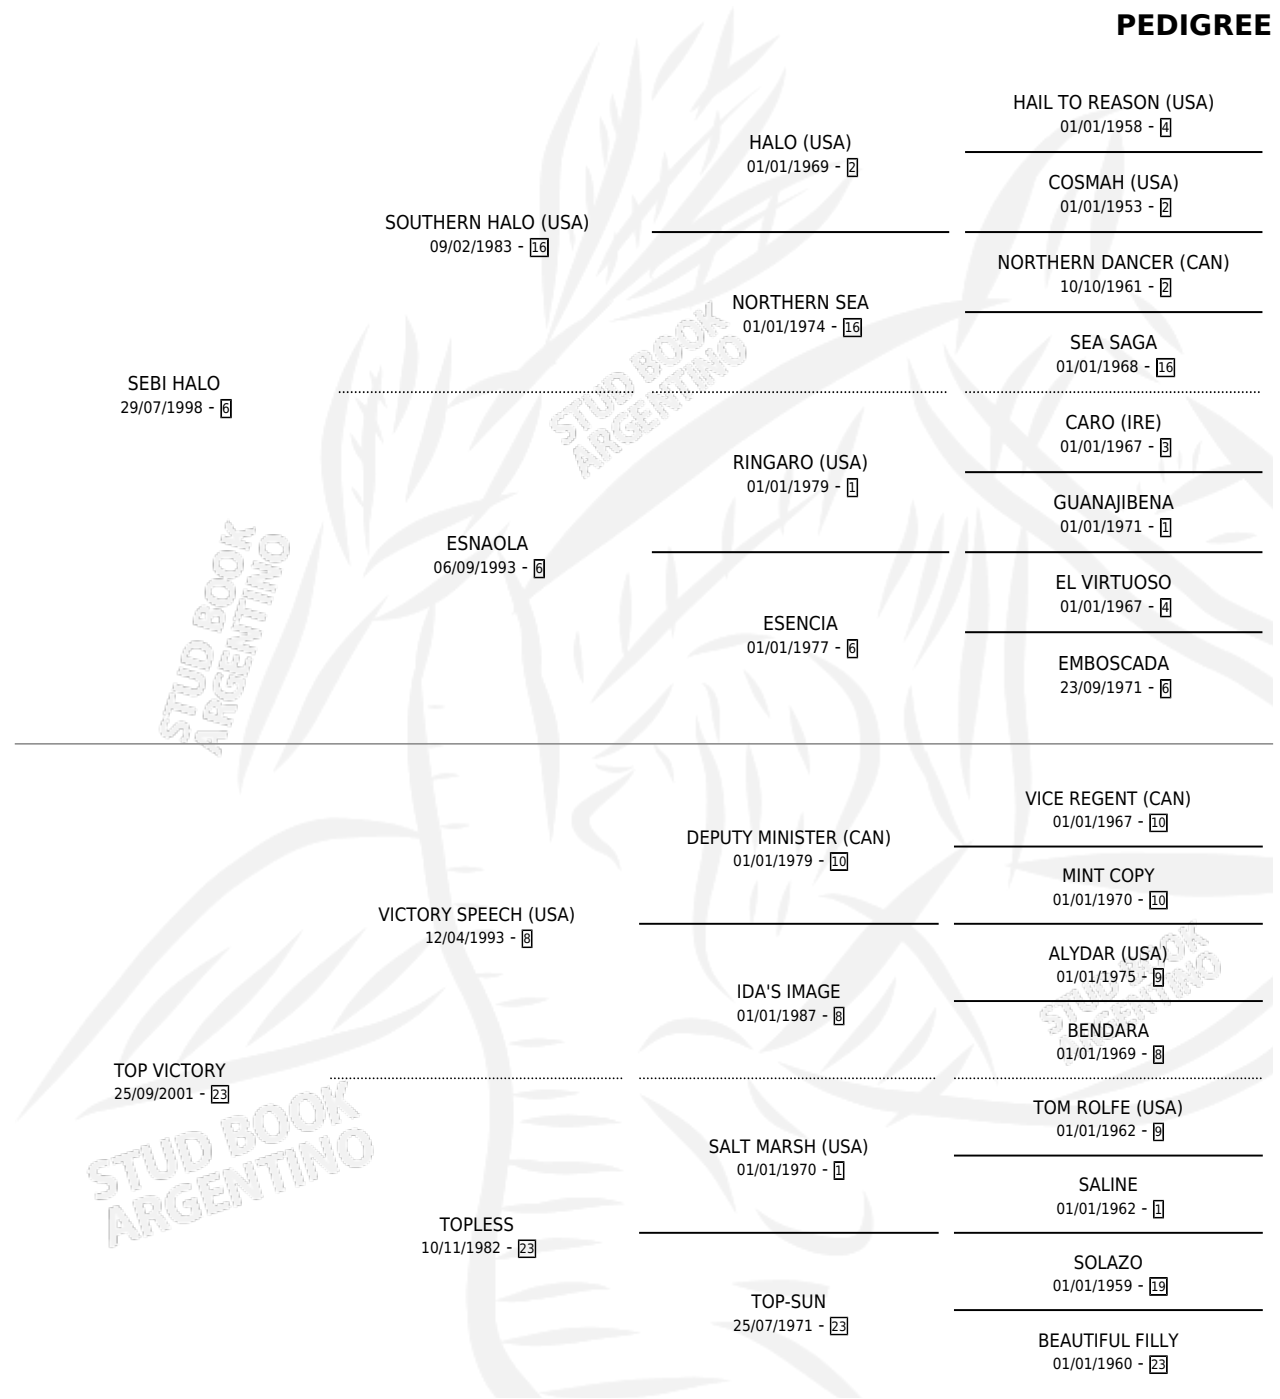 PEDIGREE
HAIL TO REASON (USA)
01/01/1958 - 4
HALO (USA)
01/01/1969 - 2
COSMAH (USA)
01/01/1953 - 2
SOUTHERN HALO (USA)
09/02/1983 - 16
NORTHERN DANCER (CAN)
10/10/1961 - 2
NORTHERN SEA
01/01/1974 - 16
SEA SAGA
01/01/1968 - 16
SEBI HALO
29/07/1998 - 6
CARO (IRE)
01/01/1967 - 3
RINGARO (USA)
01/01/1979 - 1
GUANAJIBENA
01/01/1971 - 1
ESNAOLA
06/09/1993 - 6
EL VIRTUOSO
01/01/1967 - 4
ESENCIA
01/01/1977 - 6
EMBOSCADA
23/09/1971 - 6
VICE REGENT (CAN)
01/01/1967 - 10
DEPUTY MINISTER (CAN)
01/01/1979 - 10
MINT COPY
01/01/1970 - 10
VICTORY SPEECH (USA)
12/04/1993 - 8
ALYDAR (USA)
01/01/1975 - 9
IDA'S IMAGE
01/01/1987 - 8
BENDARA
01/01/1969 - 8
TOP VICTORY
25/09/2001 - 23
TOM ROLFE (USA)
01/01/1962 - 9
SALT MARSH (USA)
01/01/1970 - 1
SALINE
01/01/1962 - 1
TOPLESS
10/11/1982 - 23
SOLAZO
01/01/1959 - 19
TOP-SUN
25/07/1971 - 23
BEAUTIFUL FILLY
01/01/1960 - 23
STUD BOOK
ARGENTINO
STUD BOOK
ARGENTINO
STUD BOOK
ARGENTINO
STUD BOOK
ARGENTINO